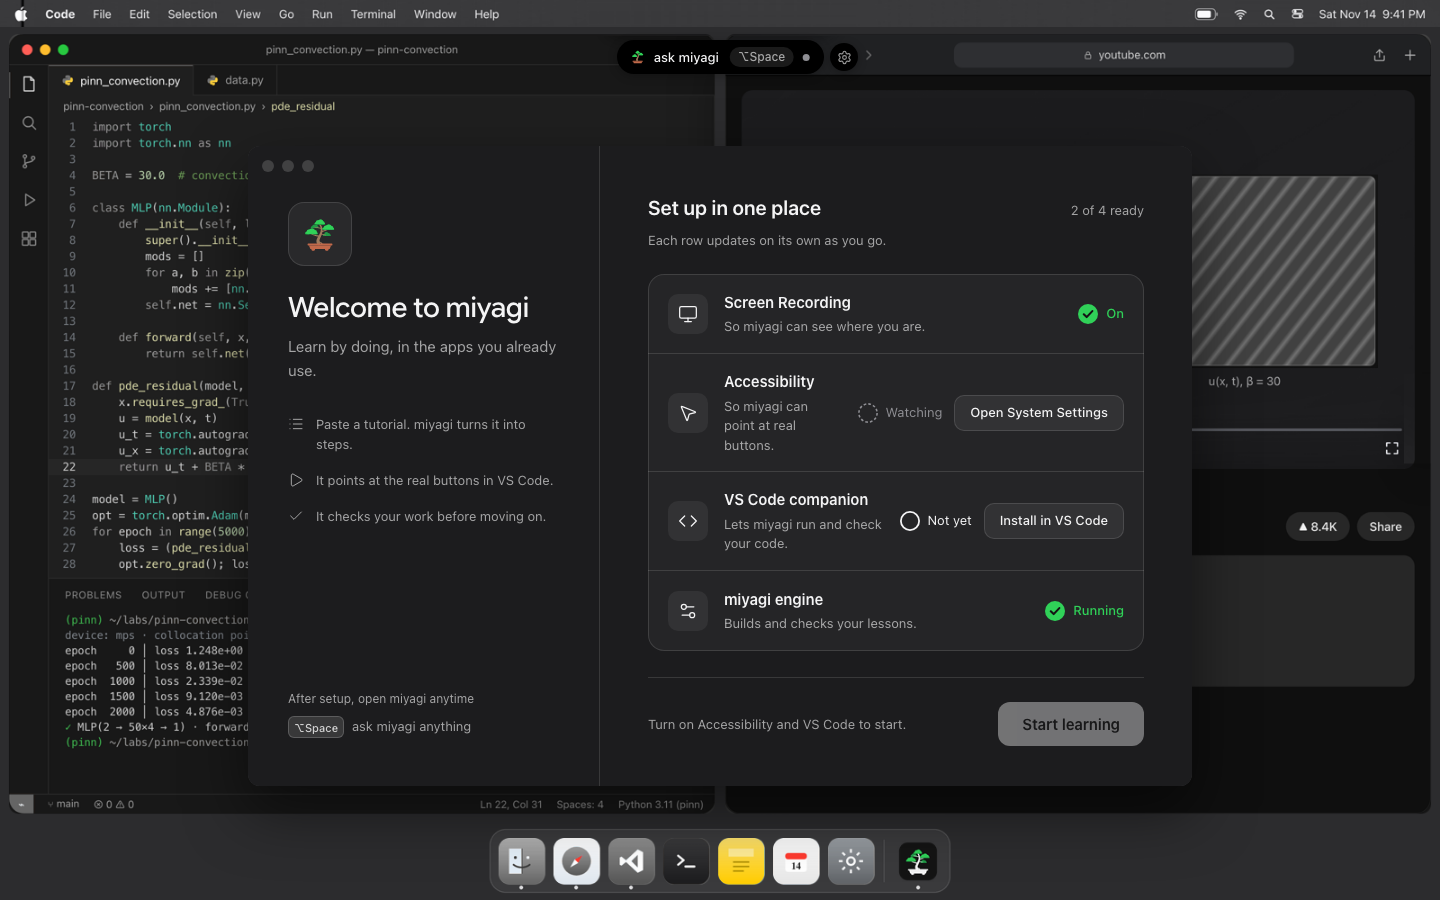 Code File Edit Selection View Go Run Terminal Window Help
Sat Nov 14 9:41 PM
pinn_convection.py — pinn-convection
ask miyagi ⌥Space
youtube.com
pinn_convection.py data.py
pinn-convection › pinn_convection.py › pde_residual
1 import torch
2 import torch.nn as nn
3
4 BETA = 30.0 # convectio
5
6 class MLP(nn.Module):
7 def __init__(self, l
8 super().__init__
9 mods = []
10 for a, b in zip(
11 mods += [nn.
12 self.net = nn.Se
13
14 def forward(self, x,
15 return self.net(
16
17 def pde_residual(model,
18 x.requires_grad_(Tru
19 u = model(x, t)
20 u_t = torch.autograd
21 u_x = torch.autograd
22 return u_t + BETA *
23
24 model = MLP()
25 opt = torch.optim.Adam(m
26 for epoch in range(5000)
27 loss = (pde_residual
28 opt.zero_grad(); los
PROBLEMS OUTPUT DEBUG C
(pinn) ~/labs/pinn-convection
device: mps · collocation poi
epoch 0 | loss 1.248e+00
epoch 500 | loss 8.013e-02
epoch 1000 | loss 2.339e-02
epoch 1500 | loss 9.120e-03
epoch 2000 | loss 4.876e-03
✓ MLP(2 → 50×4 → 1) · forward
(pinn) ~/labs/pinn-convection
main 0 0
Ln 22, Col 31 Spaces: 4 Python 3.11 (pinn)
Welcome to miyagi
Learn by doing, in the apps you already
use.
Paste a tutorial. miyagi turns it into
steps.
It points at the real buttons in VS Code.
It checks your work before moving on.
After setup, open miyagi anytime
⌥Space ask miyagi anything
Set up in one place
2 of 4 ready
Each row updates on its own as you go.
Screen Recording
So miyagi can see where you are.
On
Accessibility
So miyagi can
point at real
buttons.
Watching
Open System Settings
VS Code companion
Lets miyagi run and check
your code.
Not yet
Install in VS Code
miyagi engine
Builds and checks your lessons.
Running
Turn on Accessibility and VS Code to start.
Start learning
u(x, t), β = 30
▲ 8.4K
Share
14